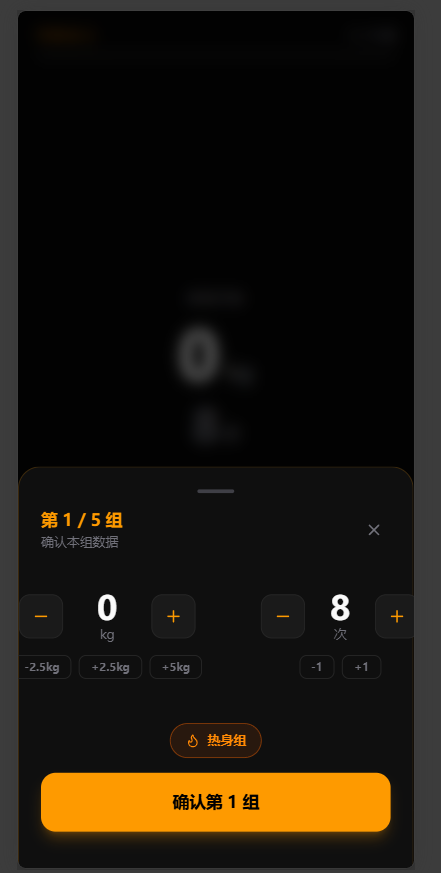 0
第 1 / 5 组
确认本组数据
0
kg
8
次
-2.5kg
+2.5kg
+5kg
-1
+1
热身组
确认第 1 组